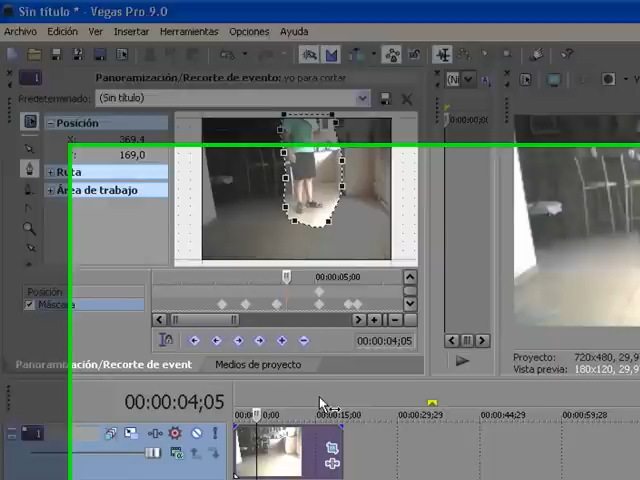 Sin título * - Vegas Pro 9.0
Archivo Edición Ver Insertar Herramientas Opciones Ayuda
Panoramización/Recorte de evento: yo para cortar
Predeterminado: (Sin título)
Posición
X: 369,4
Y: 169,0
Ruta
Área de trabajo
00:00:05;00
Posición
Máscara
00:00:04;05
Panoramización/Recorte de event
Medios de proyecto
Proyecto: 720x480, 29,9
Vista previa: 180x120, 29,9
00:00:04;05
00:00:15;00 00:00:29;29 00:00:44;29 00:00:59;28
1